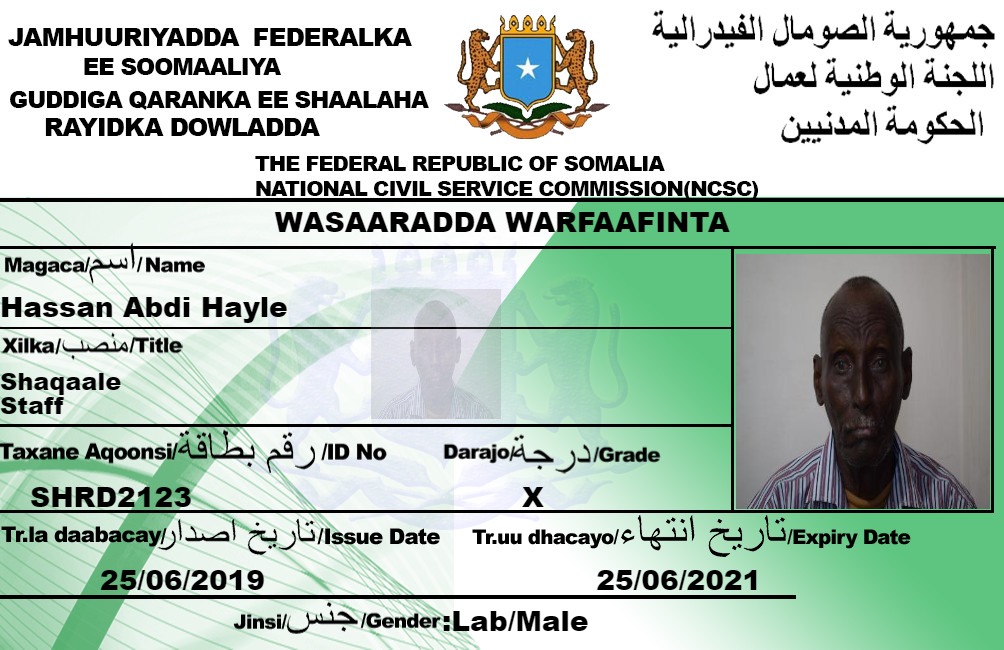 JAMHUURIYADDA FEDERALKA
EE SOOMAALIYA
GUDDIGA QARANKA EE SHAALAHA
RAYIDKA DOWLADDA
جمهورية الصومال الفيدرالية
اللجنة الوطنية لعمال
الحكومة المدنيين
THE FEDERAL REPUBLIC OF SOMALIA
NATIONAL CIVIL SERVICE COMMISSION(NCSC)
WASAARADDA WARFAAFINTA
Magaca/اسم/Name
Hassan Abdi Hayle
Xilka/منصب/Title
Shaqaale
Staff
Taxane Aqoonsi/رقم بطاقة/ID No
SHRD2123
Darajo/درجة/Grade
X
Tr.la daabacay/تاريخ اصدار/Issue Date
25/06/2019
Tr.uu dhacayo/تاريخ انتهاء/Expiry Date
25/06/2021
Jinsi/جنس/Gender:Lab/Male